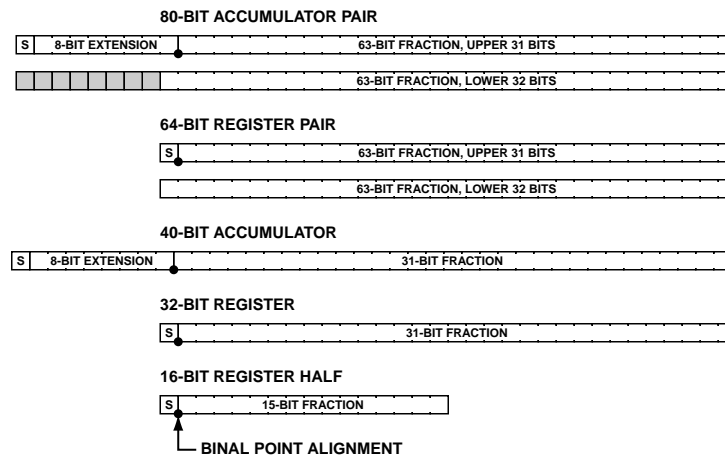 80-BIT ACCUMULATOR PAIR
S 8-BIT EXTENSION 63-BIT FRACTION, UPPER 31 BITS
63-BIT FRACTION, LOWER 32 BITS
64-BIT REGISTER PAIR
S 63-BIT FRACTION, UPPER 31 BITS
63-BIT FRACTION, LOWER 32 BITS
40-BIT ACCUMULATOR
S 8-BIT EXTENSION 31-BIT FRACTION
32-BIT REGISTER
S 31-BIT FRACTION
16-BIT REGISTER HALF
S 15-BIT FRACTION
BINAL POINT ALIGNMENT